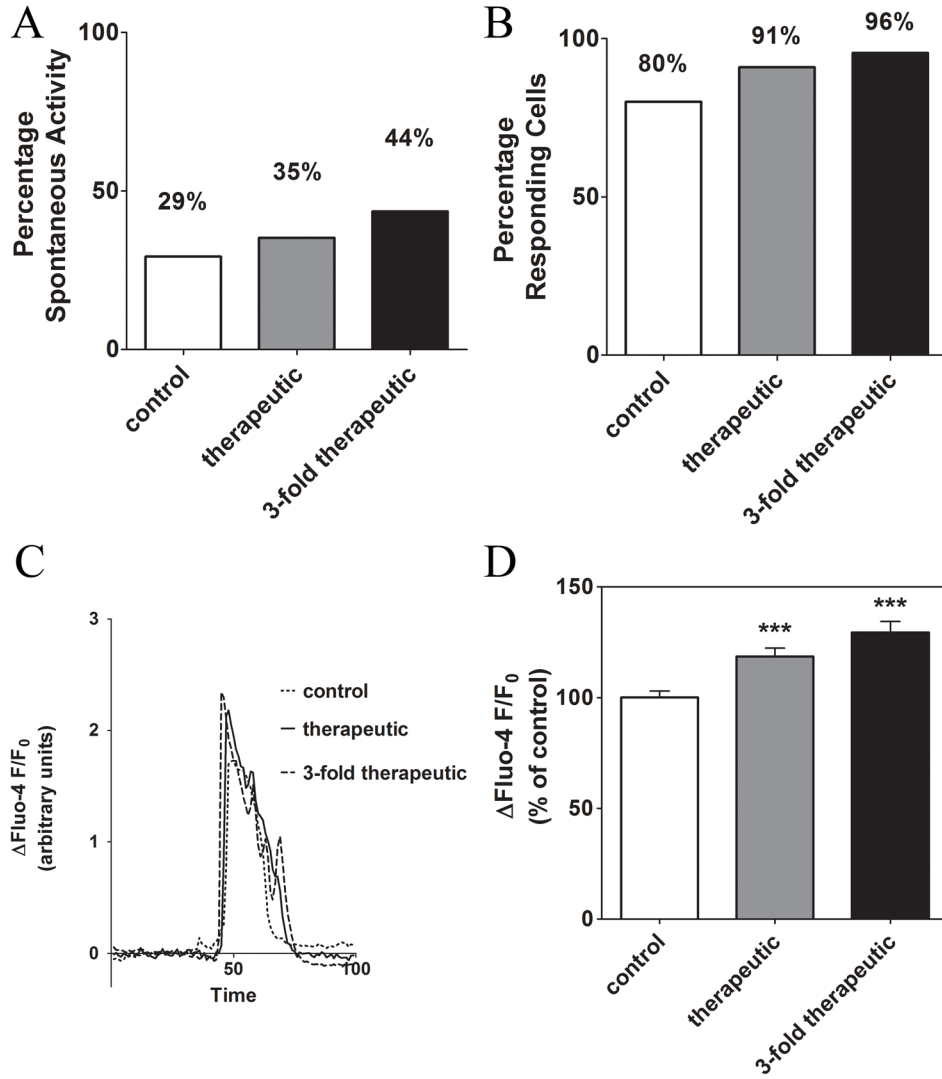 A
Percentage
Spontaneous Activity
100
50
0
29%
35%
44%
control
therapeutic
3-fold therapeutic
B
Percentage
Responding Cells
100
50
0
80%
91%
96%
control
therapeutic
3-fold therapeutic
C
ΔFluo-4 F/F₀
(arbitrary units)
3
2
1
0
50
100
Time
control
therapeutic
3-fold therapeutic
D
ΔFluo-4 F/F₀
(% of control)
150
100
50
0
***
***
control
therapeutic
3-fold therapeutic